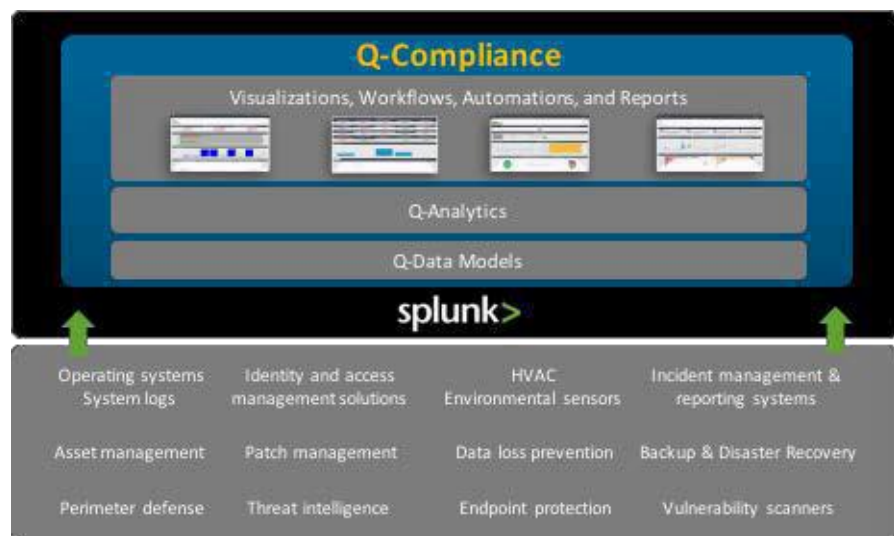 Q-Compliance
Visualizations, Workflows, Automations, and Reports
Q-Analytics
Q-Data Models
splunk>
Operating systems
System logs
Identity and access
management solutions
HVAC
Environmental sensors
Incident management &
reporting systems
Asset management
Patch management
Data loss prevention
Backup & Disaster Recovery
Perimeter defense
Threat intelligence
Endpoint protection
Vulnerability scanners